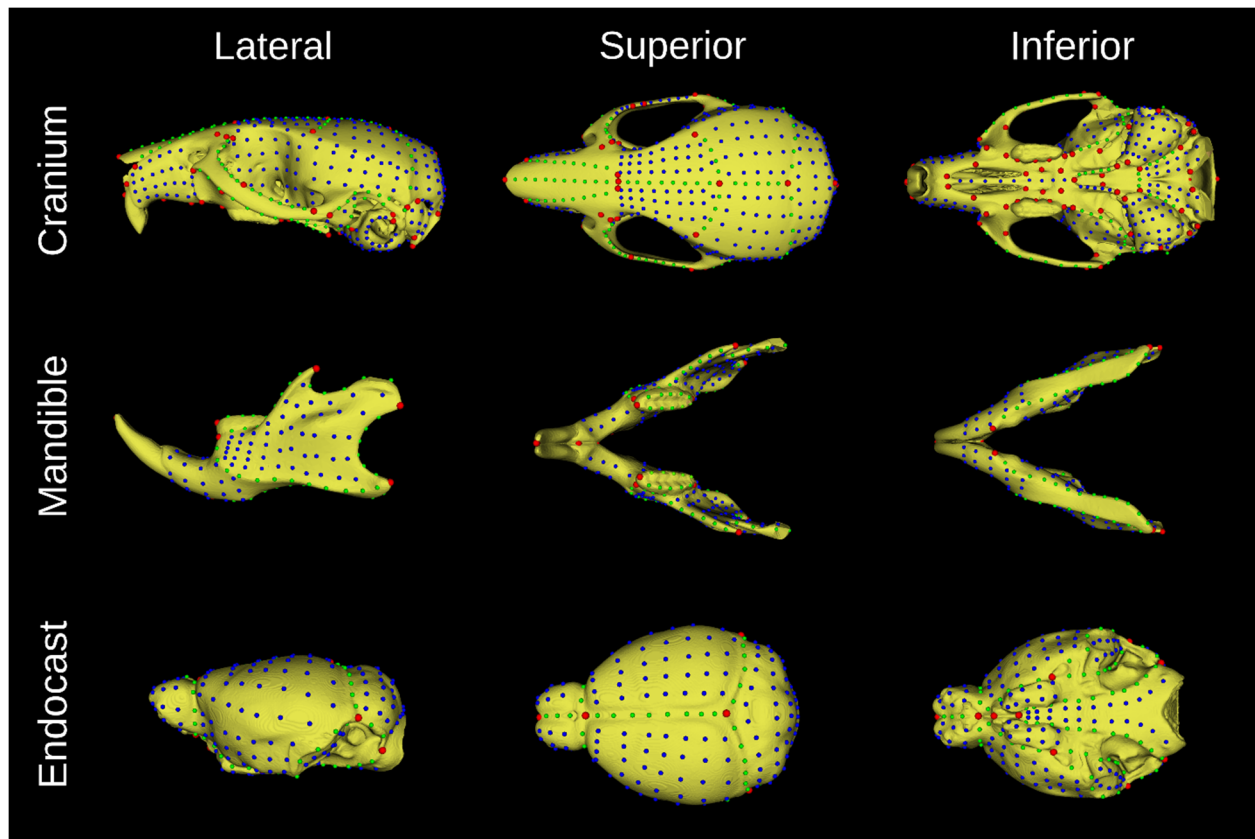 Lateral
Superior
Inferior
Cranium
Mandible
Endocast